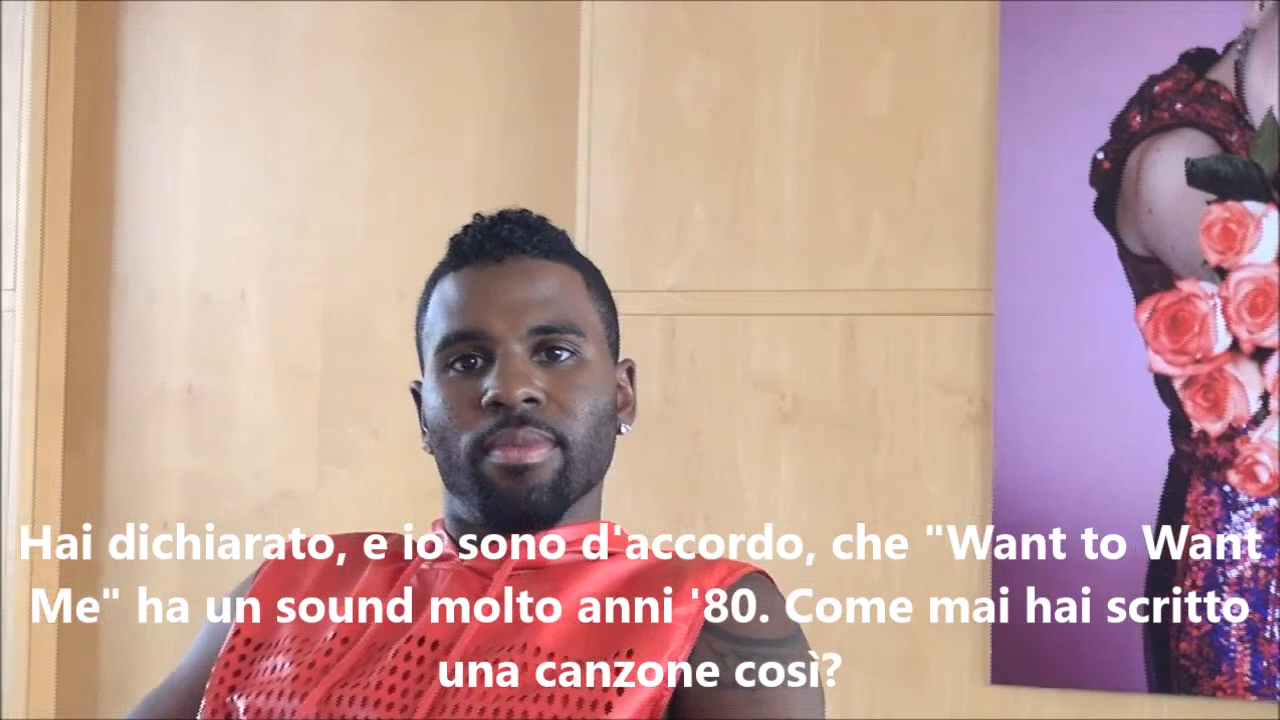 Hai dichiarato, e io sono d'accordo, che "Want to Want
Me" ha un sound molto anni '80. Come mai hai scritto
una canzone così?